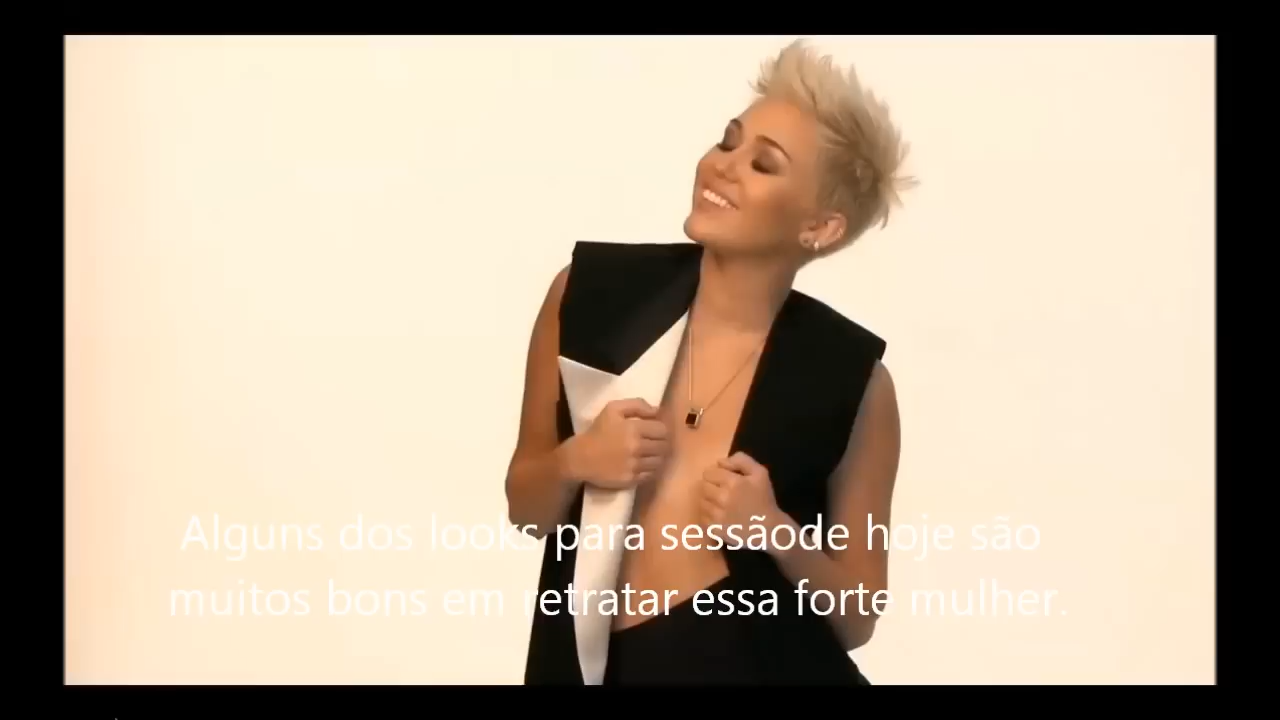 Alguns dos looks para sessãode hoje são
muitos bons em retratar essa forte mulher.